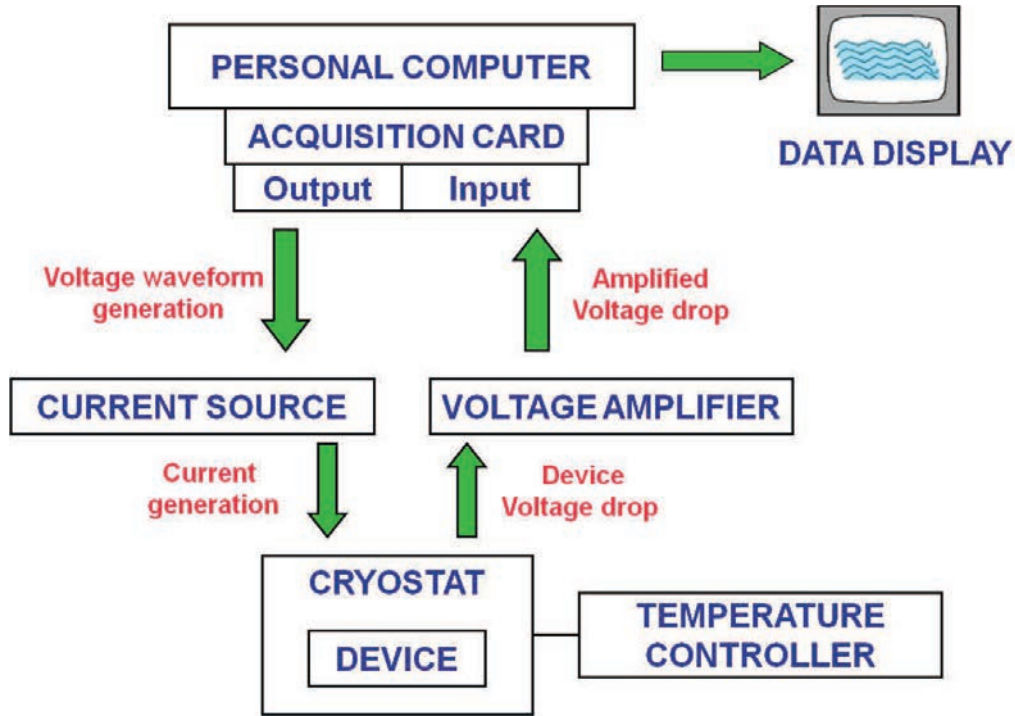 PERSONAL COMPUTER
ACQUISITION CARD
Output
Input
DATA DISPLAY
Voltage waveform
generation
Amplified
Voltage drop
CURRENT SOURCE
VOLTAGE AMPLIFIER
Current
generation
Device
Voltage drop
CRYOSTAT
DEVICE
TEMPERATURE
CONTROLLER